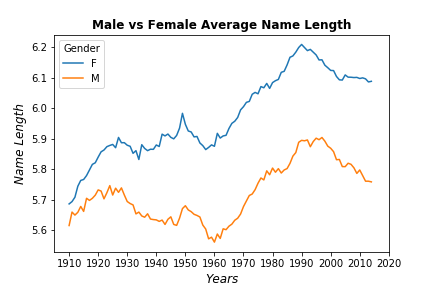 Male vs Female Average Name Length
Gender
F
M
Name Length
6.2
6.1
6.0
5.9
5.8
5.7
5.6
1910 1920 1930 1940 1950 1960 1970 1980 1990 2000 2010 2020
Years